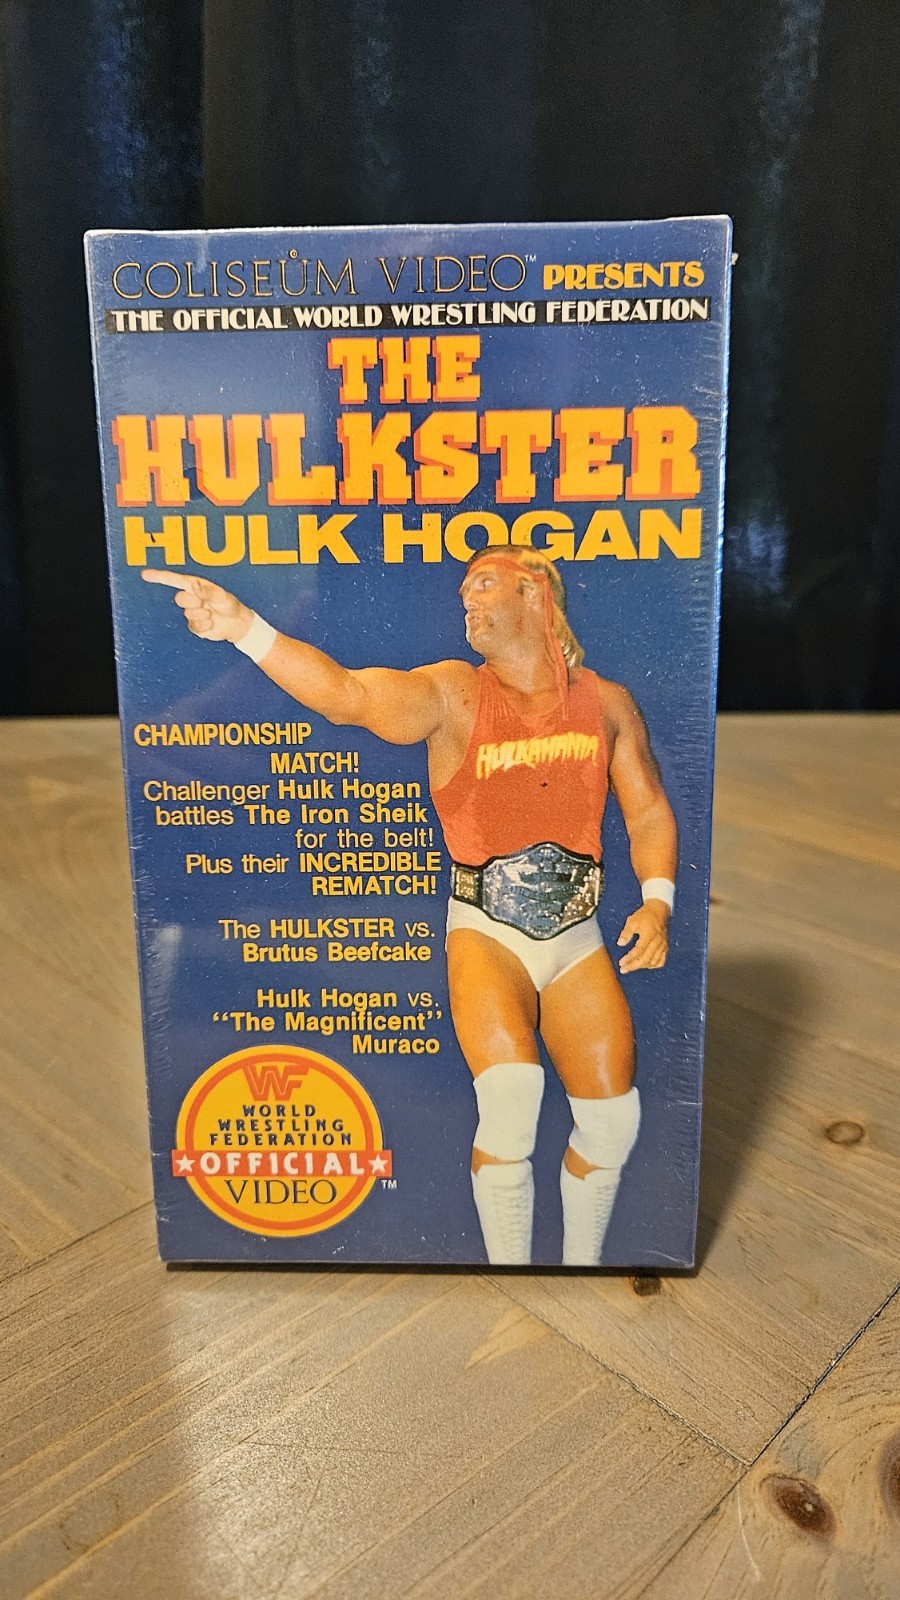 COLISEUM VIDEO™ PRESENTS
THE OFFICIAL WORLD WRESTLING FEDERATION
THE
HULKSTER
HULK HOGAN
HULKAMANIA
CHAMPIONSHIP
MATCH!
Challenger Hulk Hogan
battles The Iron Sheik
for the belt!
Plus their INCREDIBLE
REMATCH!
The HULKSTER vs.
Brutus Beefcake
Hulk Hogan vs.
“The Magnificent”
Muraco
WF
WORLD
WRESTLING
FEDERATION
★OFFICIAL★
VIDEO ™